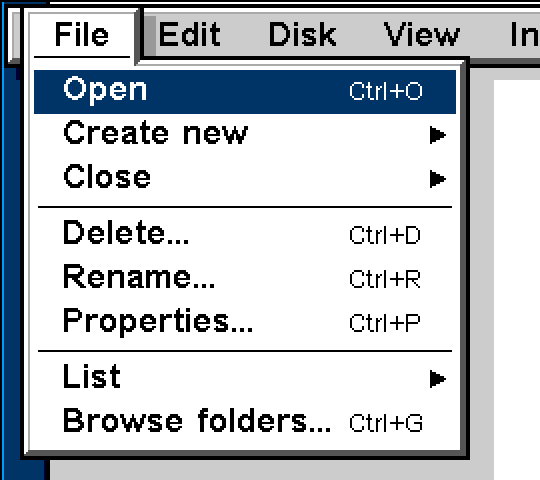 File Edit Disk View In
Open Ctrl+O
Create new
Close
Delete... Ctrl+D
Rename... Ctrl+R
Properties... Ctrl+P
List
Browse folders... Ctrl+G